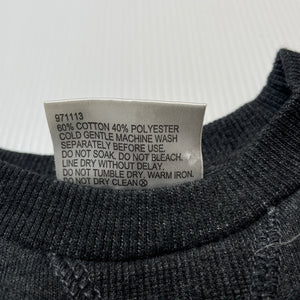 971113
60% COTTON 40% POLYESTER
COLD GENTLE MACHINE WASH
SEPARATELY BEFORE USE.
DO NOT SOAK. DO NOT BLEACH.
LINE DRY WITHOUT DELAY.
DO NOT TUMBLE DRY, WARM IRON.
DO NOT DRY CLEAN